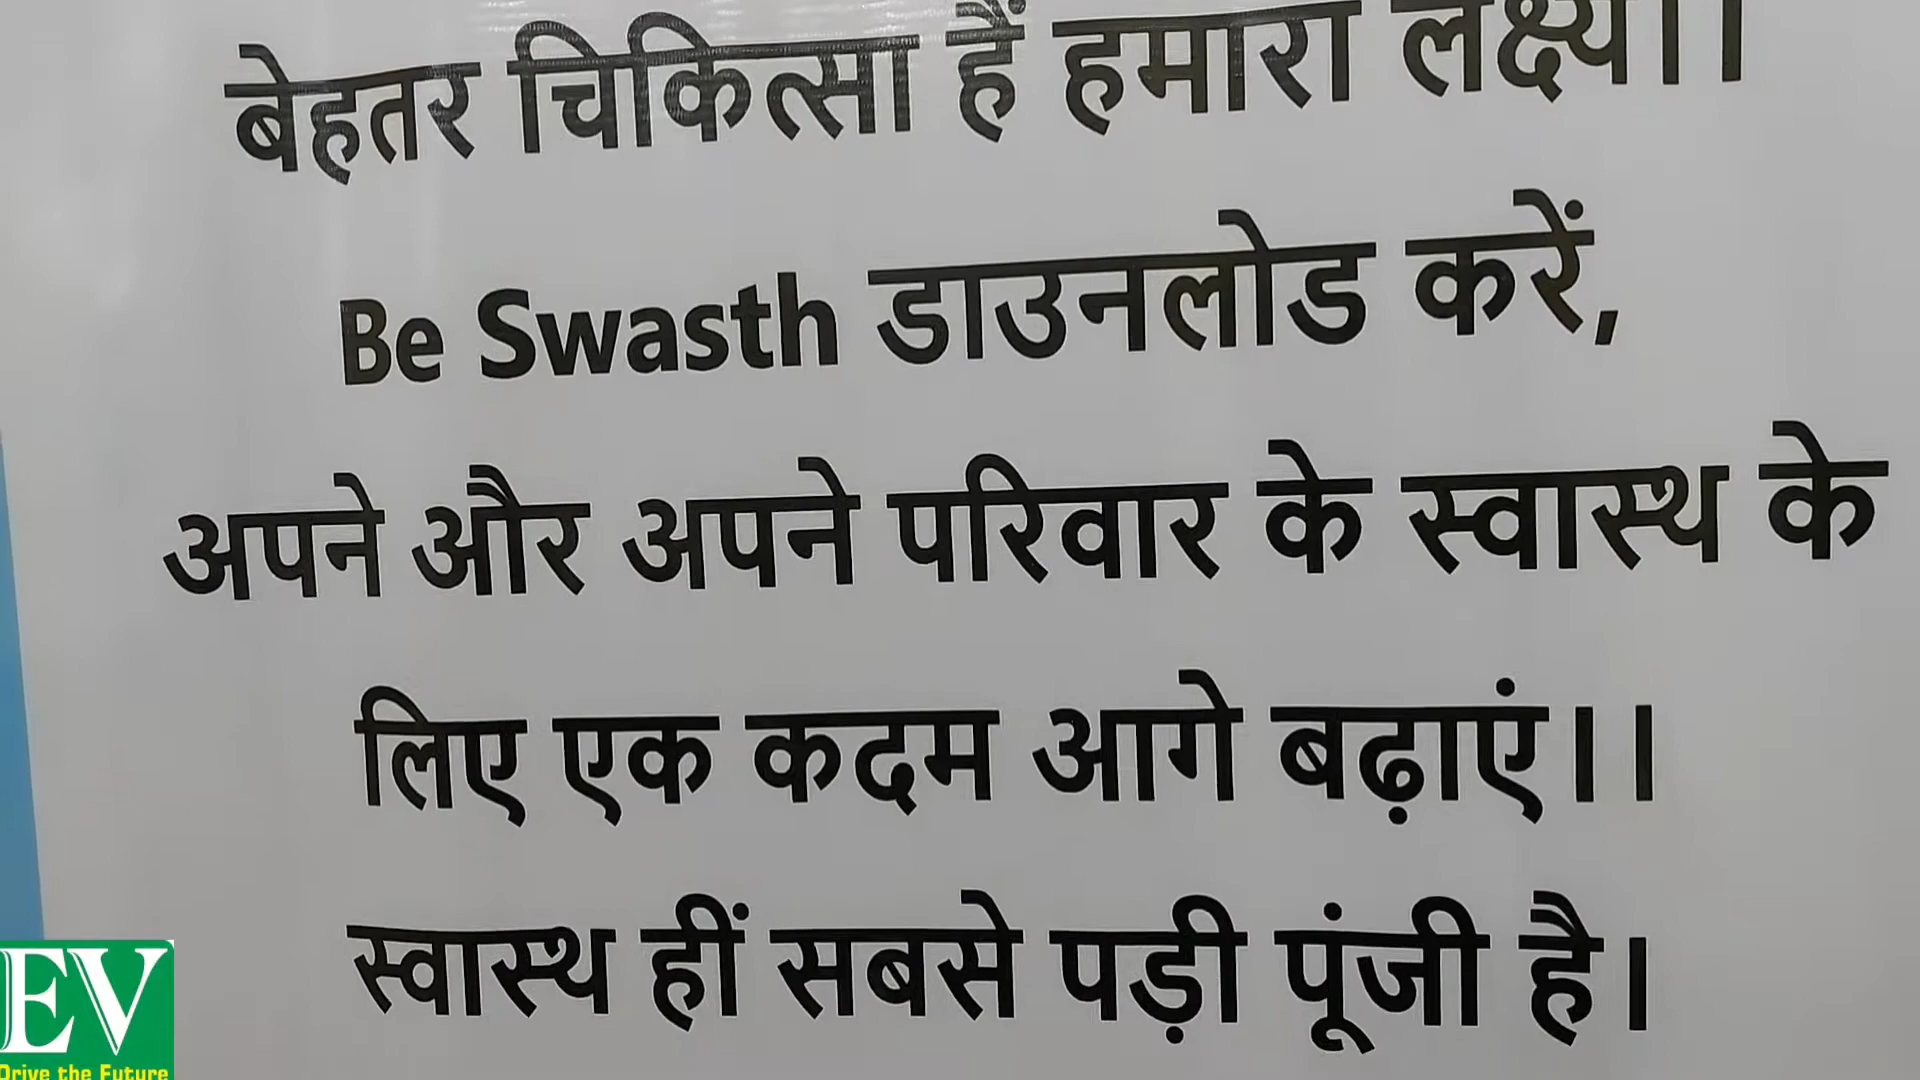 बेहतर चिकित्सा हैं हमारा लक्ष्य।।
Be Swasth डाउनलोड करें,
अपने और अपने परिवार के स्वास्थ के
लिए एक कदम आगे बढ़ाएं।।
स्वास्थ हीं सबसे पड़ी पूंजी है।
EV
Drive the Future